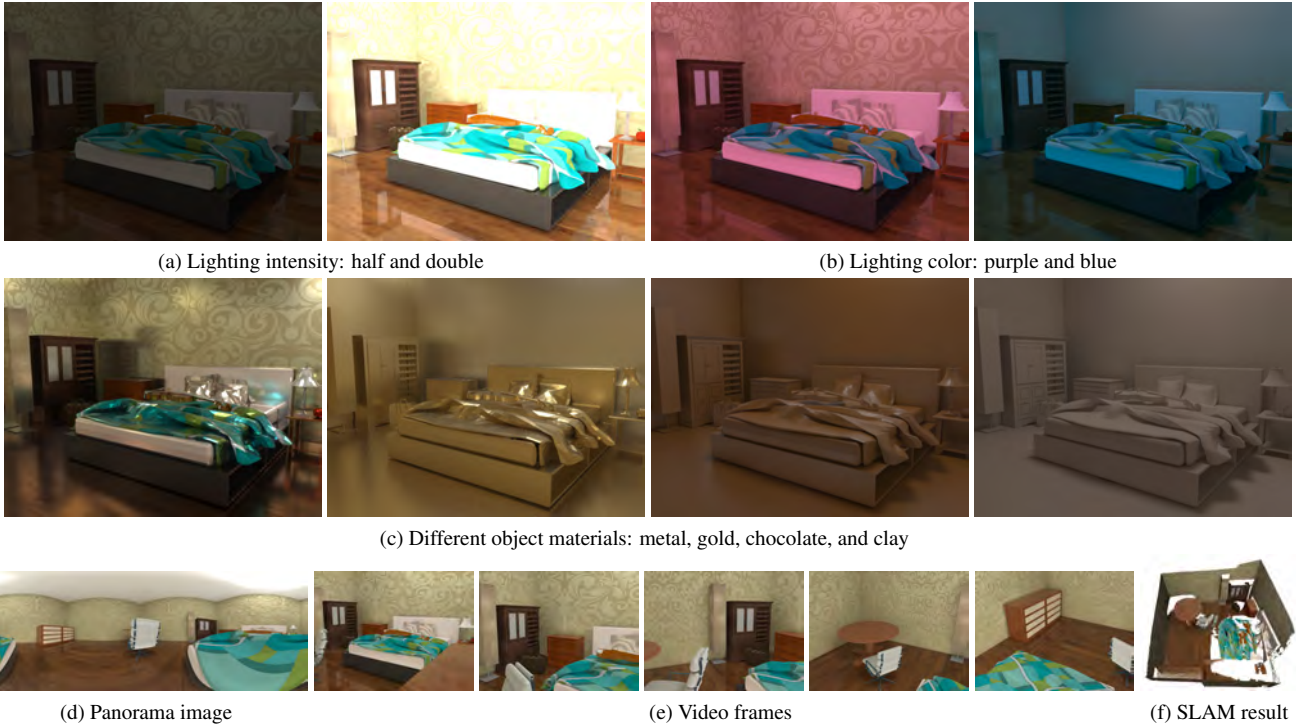 (a) Lighting intensity: half and double
(b) Lighting color: purple and blue
(c) Different object materials: metal, gold, chocolate, and clay
(d) Panorama image
(e) Video frames
(f) SLAM result